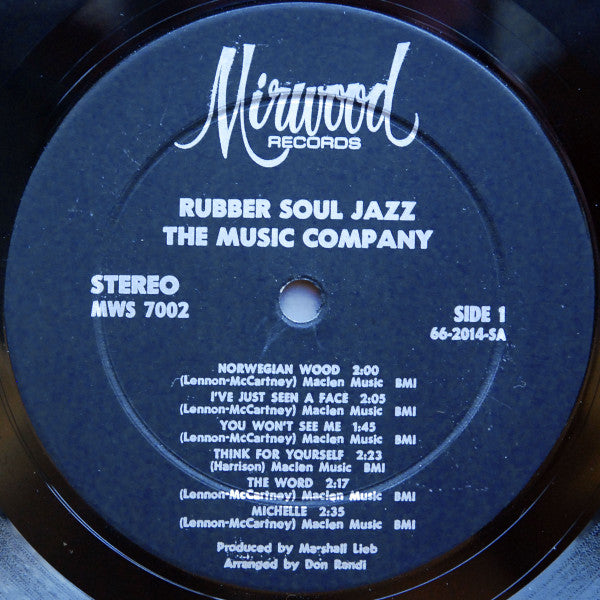 Mirwood
RECORDS
RUBBER SOUL JAZZ
THE MUSIC COMPANY
STEREO
MWS 7002
SIDE 1
66-2014-SA
NORWEGIAN WOOD 2:00
(Lennon-McCartney) Maclen Music BMI
I'VE JUST SEEN A FACE 2:05
(Lennon-McCartney) Maclen Music BMI
YOU WON'T SEE ME 1:45
(Lennon-McCartney) Maclen Music BMI
THINK FOR YOURSELF 2:23
(Harrison) Maclen Music BMI
THE WORD 2:17
(Lennon-McCartney) Maclen Music BMI
MICHELLE 2:35
(Lennon-McCartney) Maclen Music BMI
Produced by Marshall Lieb
Arranged by Don Randi